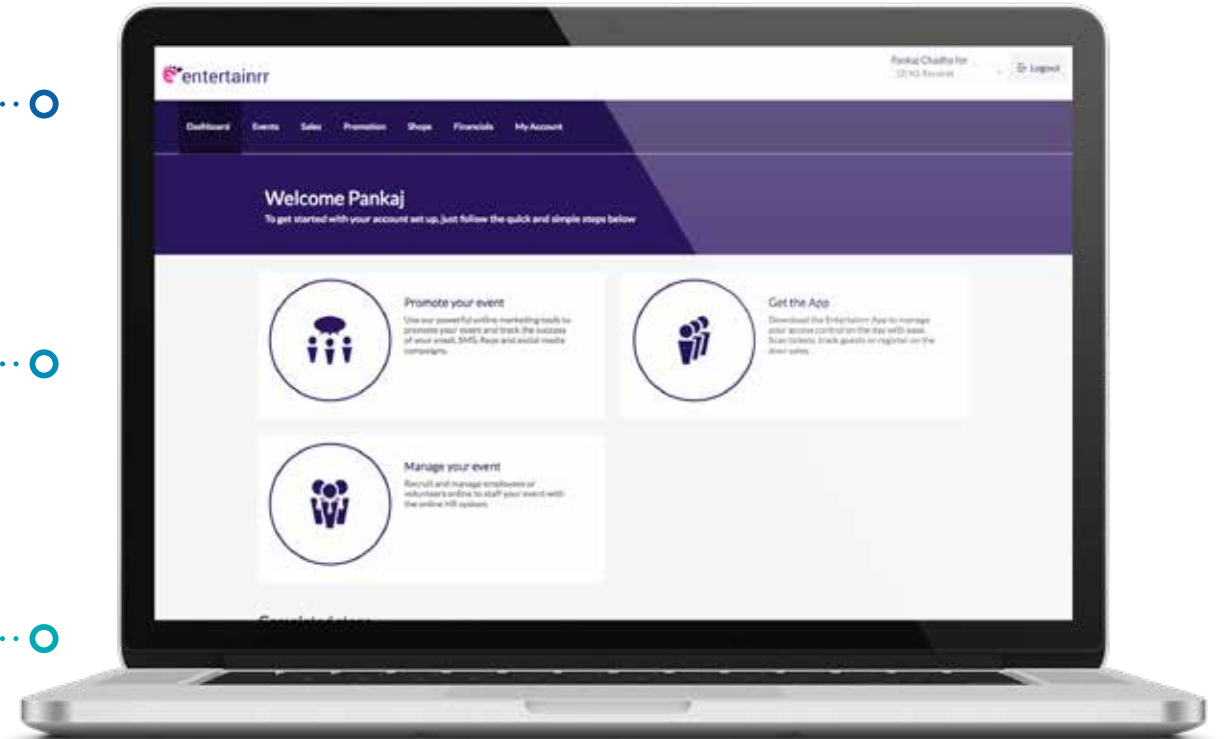 entertainrr
Pankaj Chadha for
Records
Logout
Dashboard Events Sales Promotion Shops Financials My Account
Welcome Pankaj
To get started with your account set up, just follow the quick and simple steps below
Promote your event
Use our powerful online marketing tools to
promote your event and track the success
of your email, SMS, Reps and social media
campaigns.
Get the App
Download the Entertainrr App to manage
your access control on the day with ease.
Scan tickets, track guests or register on the
door sales.
Manage your event
Recruit and manage employees or
volunteers online to staff your event with
the online HR system.